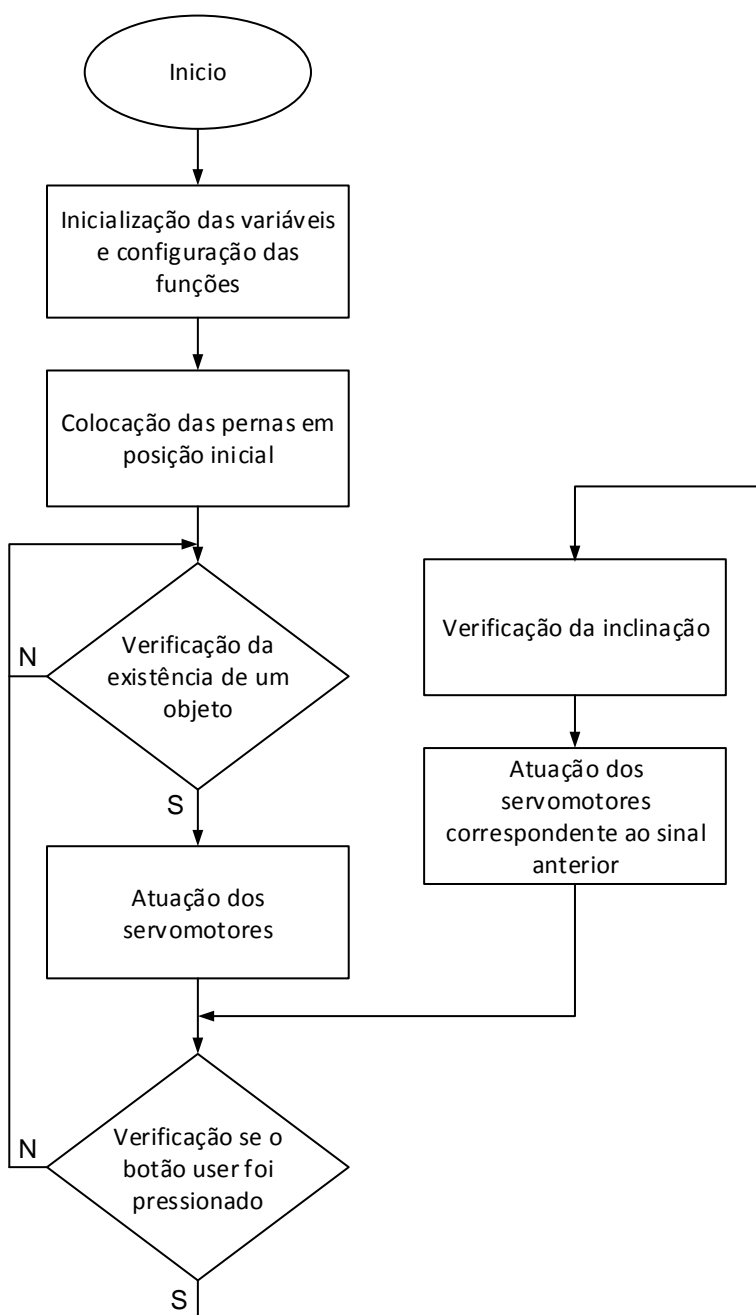 Inicio
Inicialização das variáveis
e configuração das
funções
Colocação das pernas em
posição inicial
Verificação da
existência de um
objeto
N
S
Atuação dos
servomotores
Verificação se o
botão user foi
pressionado
N
S
Verificação da inclinação
Atuação dos
servomotores
correspondente ao sinal
anterior